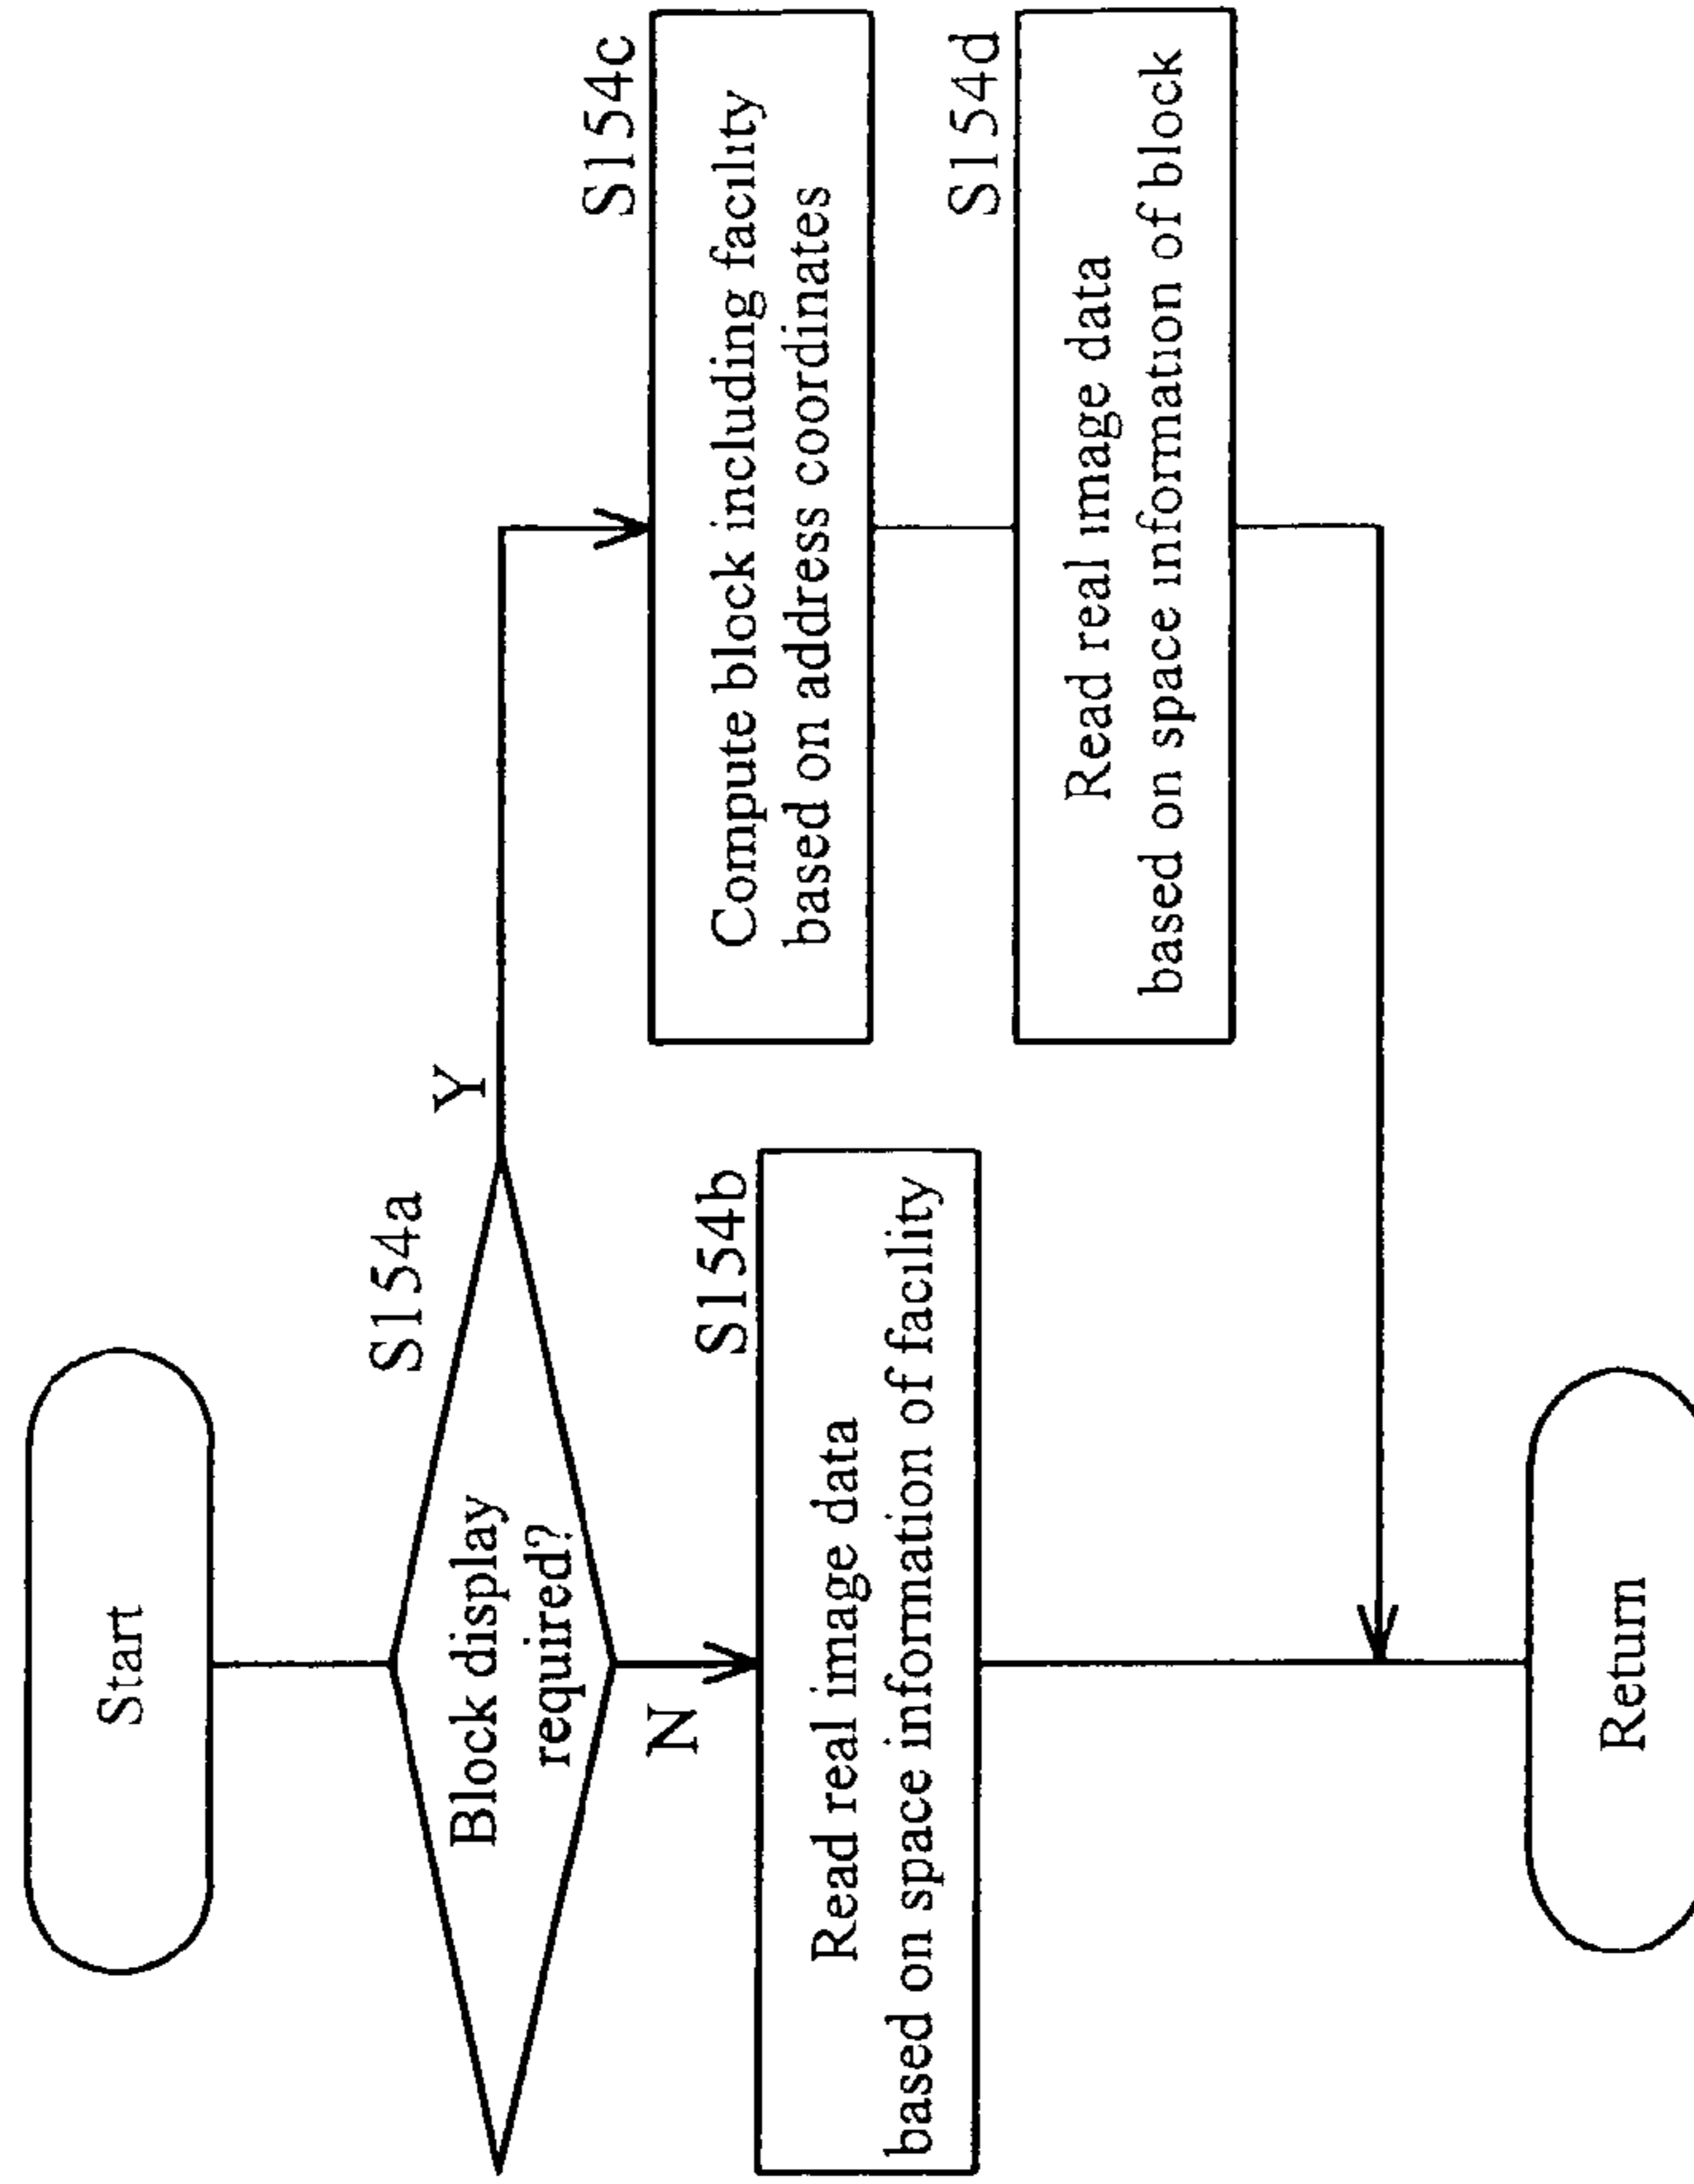 Start
S154a
Block display
required?
Y
N
S154b
Read real image data
based on space information of facility
S154c
Compute block including facility
based on address coordinates
S154d
Read real image data
based on space information of block
Return